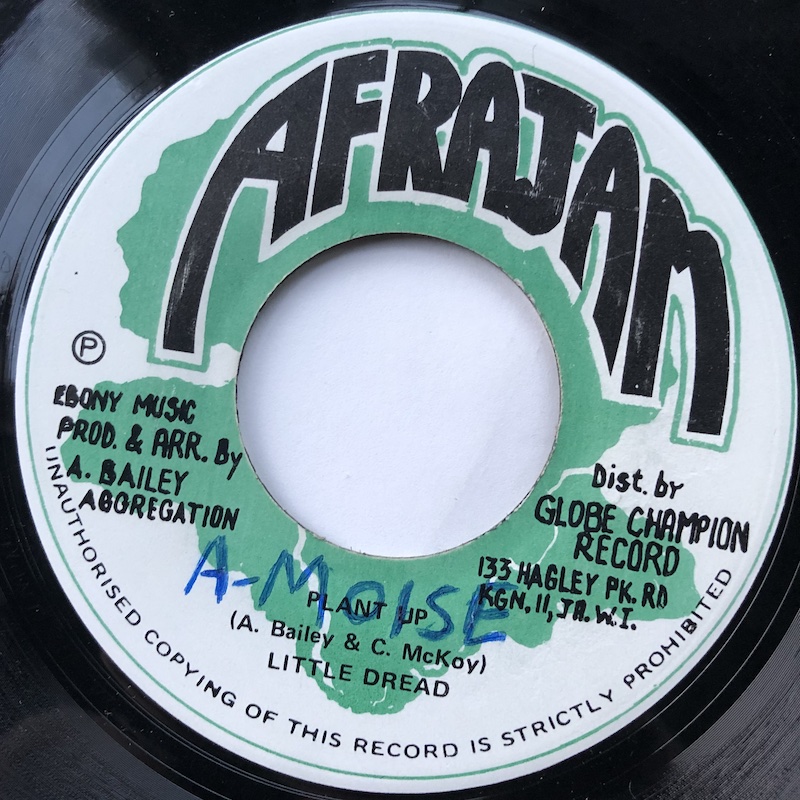 AFRAJAM
Ⓟ
EBONY MUSIC
PROD. & ARR. By
A. BAILEY
AGGREGATION
Dist. by
GLOBE CHAMPION
RECORD
133 HAGLEY PK. RD
KGN, 11, JA. W.I.
A-MOISE
PLANT UP
(A. Bailey & C. McKoy)
LITTLE DREAD
UNAUTHORISED COPYING OF THIS RECORD IS STRICTLY PROHIBITED